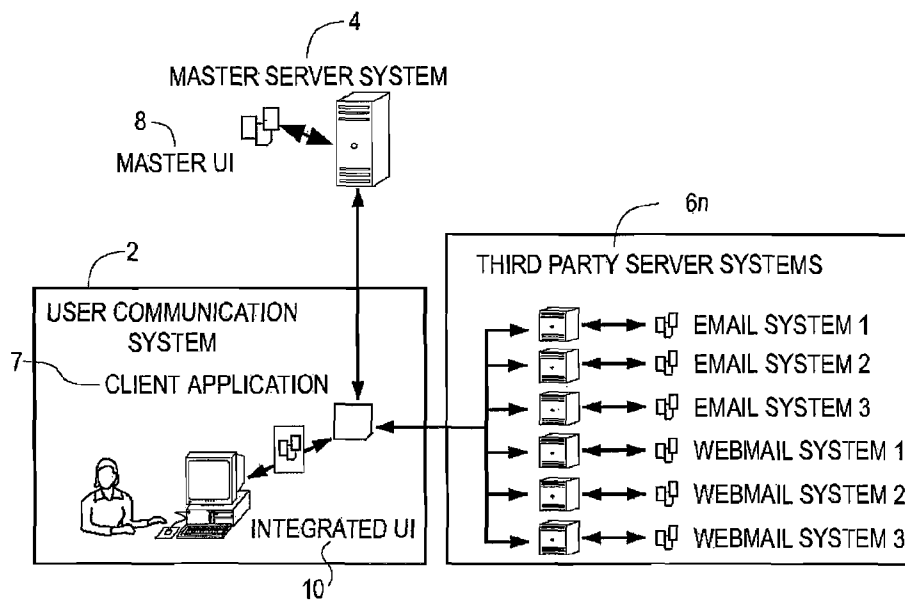 4
MASTER SERVER SYSTEM
8
MASTER UI
6n
2
THIRD PARTY SERVER SYSTEMS
USER COMMUNICATION
SYSTEM
7
CLIENT APPLICATION
EMAIL SYSTEM 1
EMAIL SYSTEM 2
EMAIL SYSTEM 3
WEBMAIL SYSTEM 1
WEBMAIL SYSTEM 2
WEBMAIL SYSTEM 3
INTEGRATED UI
10